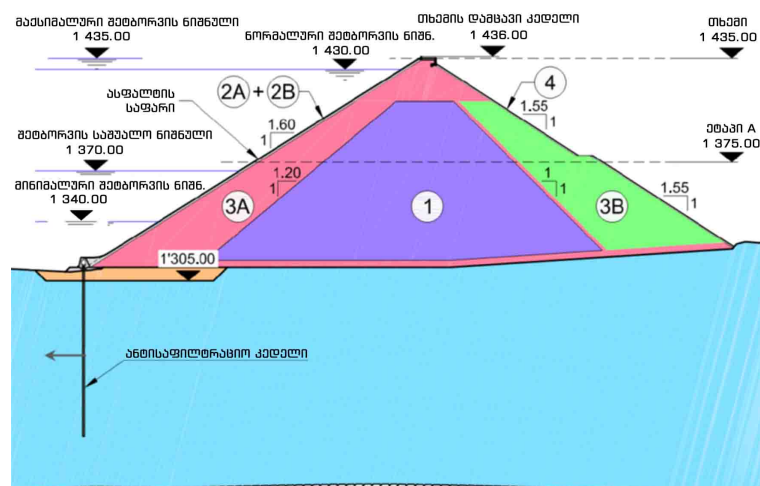 მაქსიმალური შეტბორვის ნიშნული
1 435.00
ნორმალური შეტბორვის ნიშნ.
1 430.00
თხემის დამცავი კედელი
1 436.00
თხემი
1 435.00
2A + 2B
4
ასფალტის
საფარი
1.60
1
1.55
1
შეტბორვის საშუალო ნიშნული
1 370.00
ეტაპი A
1 375.00
მინიმალური შეტბორვის ნიშნ.
1 340.00
1.20
1
1
1
1.55
1
3A
1
3B
1'305.00
ანტისაფილტრაციო კედელი